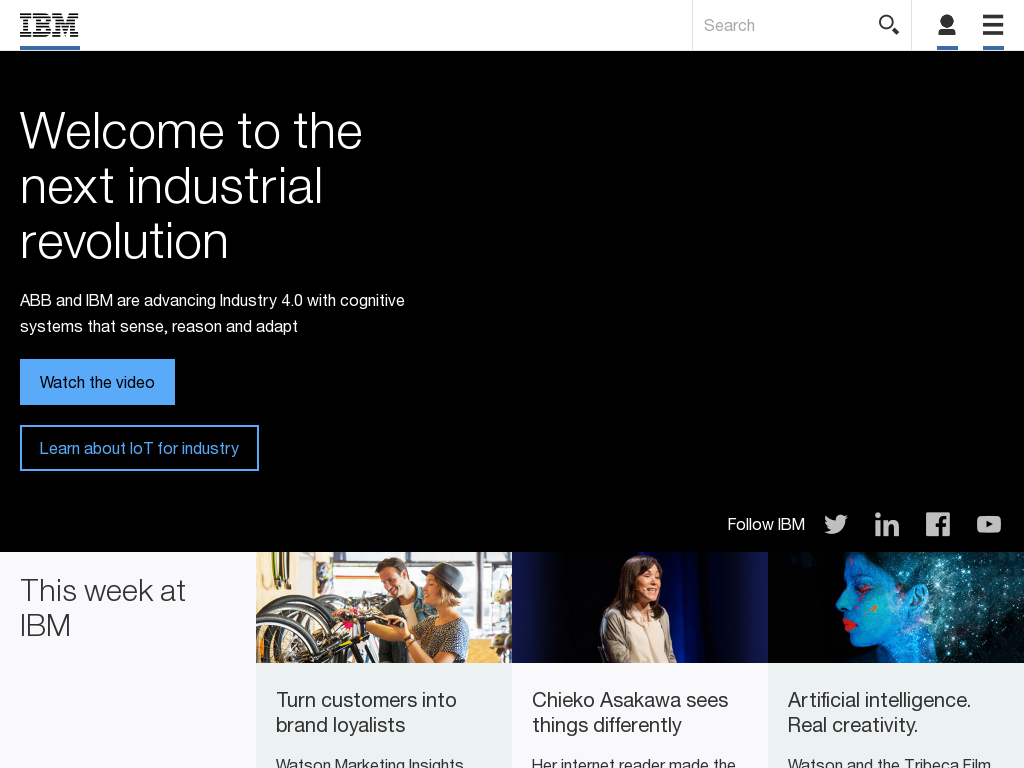 IBM
Search
Welcome to the
next industrial
revolution
ABB and IBM are advancing Industry 4.0 with cognitive
systems that sense, reason and adapt
Watch the video
Learn about IoT for industry
Follow IBM
This week at
IBM
Turn customers into
brand loyalists
Watson Marketing Insights
Chieko Asakawa sees
things differently
Her internet reader made the
Artificial intelligence.
Real creativity.
Watson and the Tribeca Film